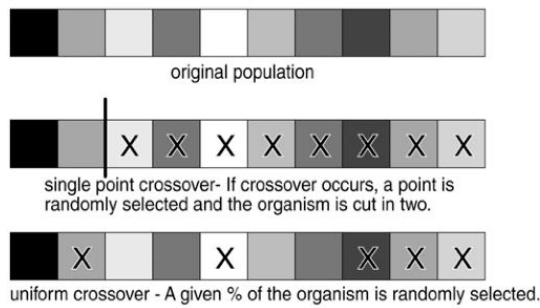 original population
X X X X X X X X
single point crossover- If crossover occurs, a point is
randomly selected and the organism is cut in two.
X X X X X
uniform crossover - A given % of the organism is randomly selected.